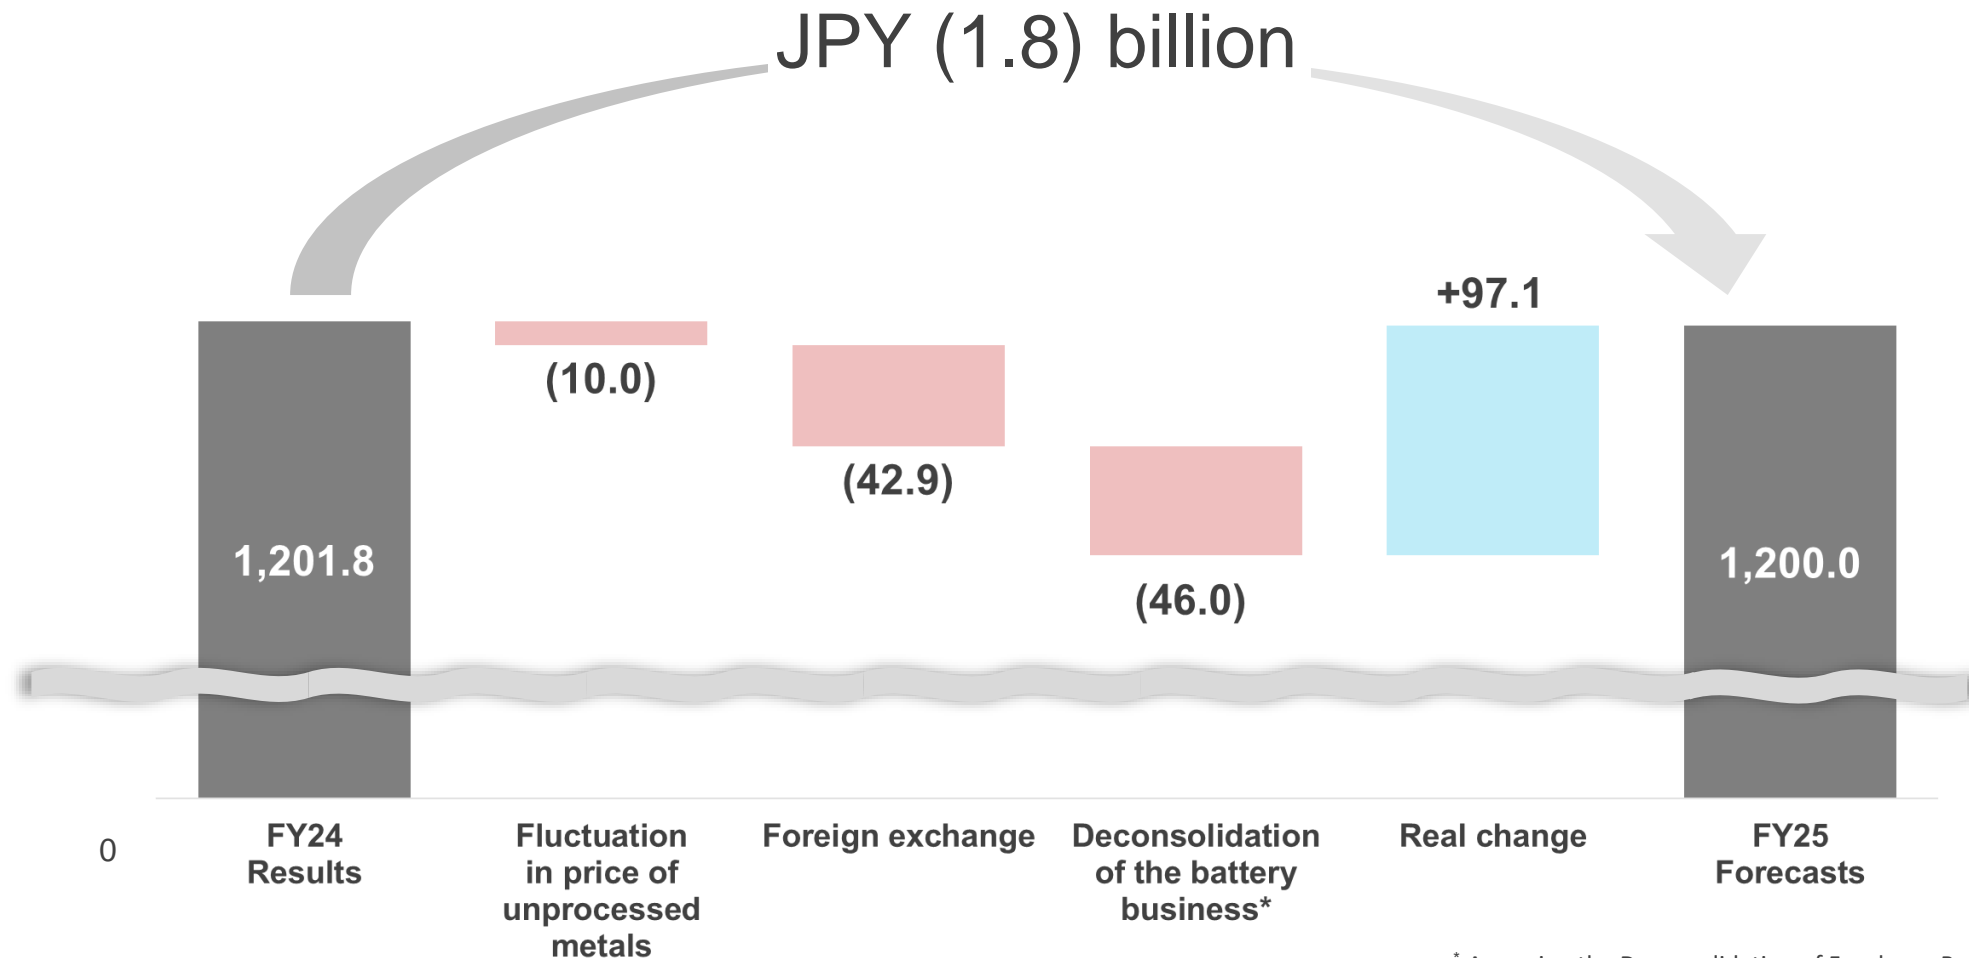 JPY (1.8) billion
+97.1
(10.0)
(42.9)
(46.0)
1,201.8
1,200.0
0
FY24
Results
Fluctuation
in price of
unprocessed
metals
Foreign exchange
Deconsolidation
of the battery
business*
Real change
FY25
Forecasts